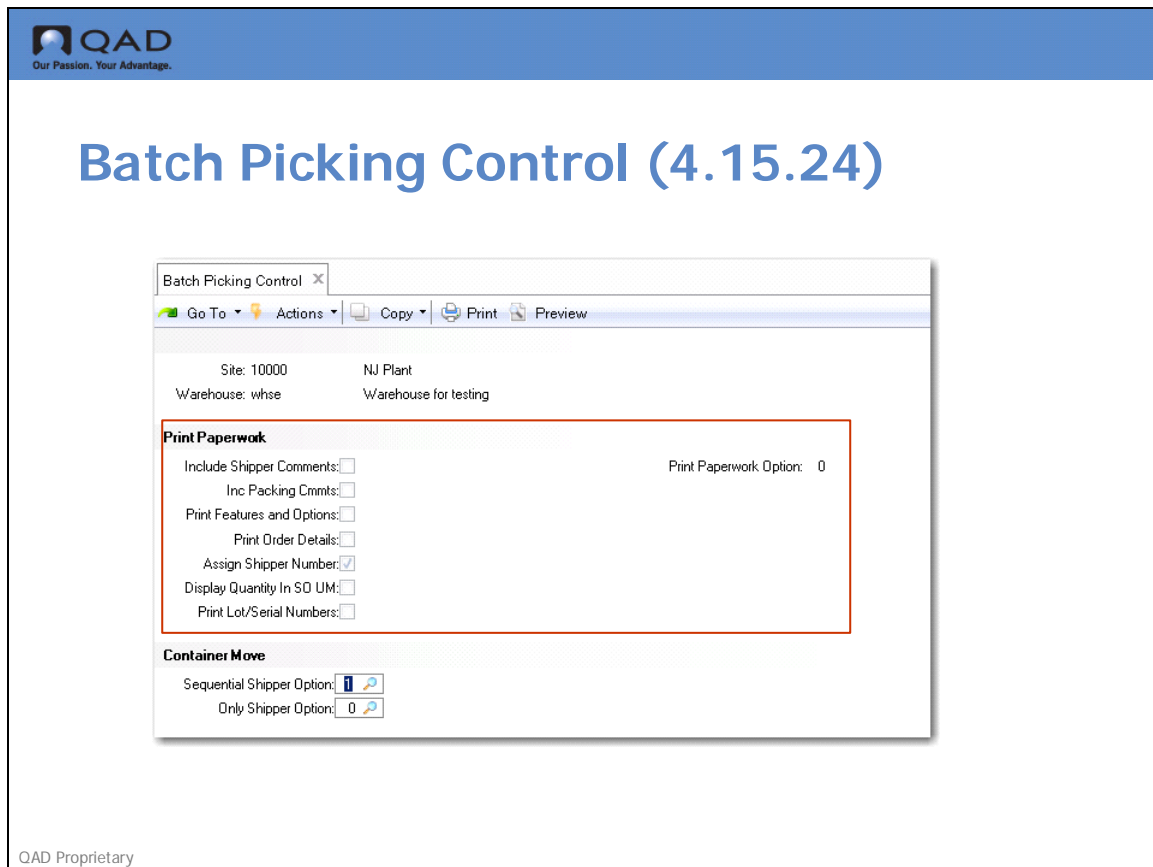 QAD
Our Passion. Your Advantage.
Batch Picking Control (4.15.24)
Batch Picking Control
Go To Actions Copy Print Preview
Site: 10000 NJ Plant
Warehouse: whse Warehouse for testing
Print Paperwork
Include Shipper Comments: Print Paperwork Option: 0
Inc Packing Cmmts:
Print Features and Options:
Print Order Details:
Assign Shipper Number:
Display Quantity In SO UM:
Print Lot/Serial Numbers:
Container Move
Sequential Shipper Option: 1
Only Shipper Option: 0
QAD Proprietary